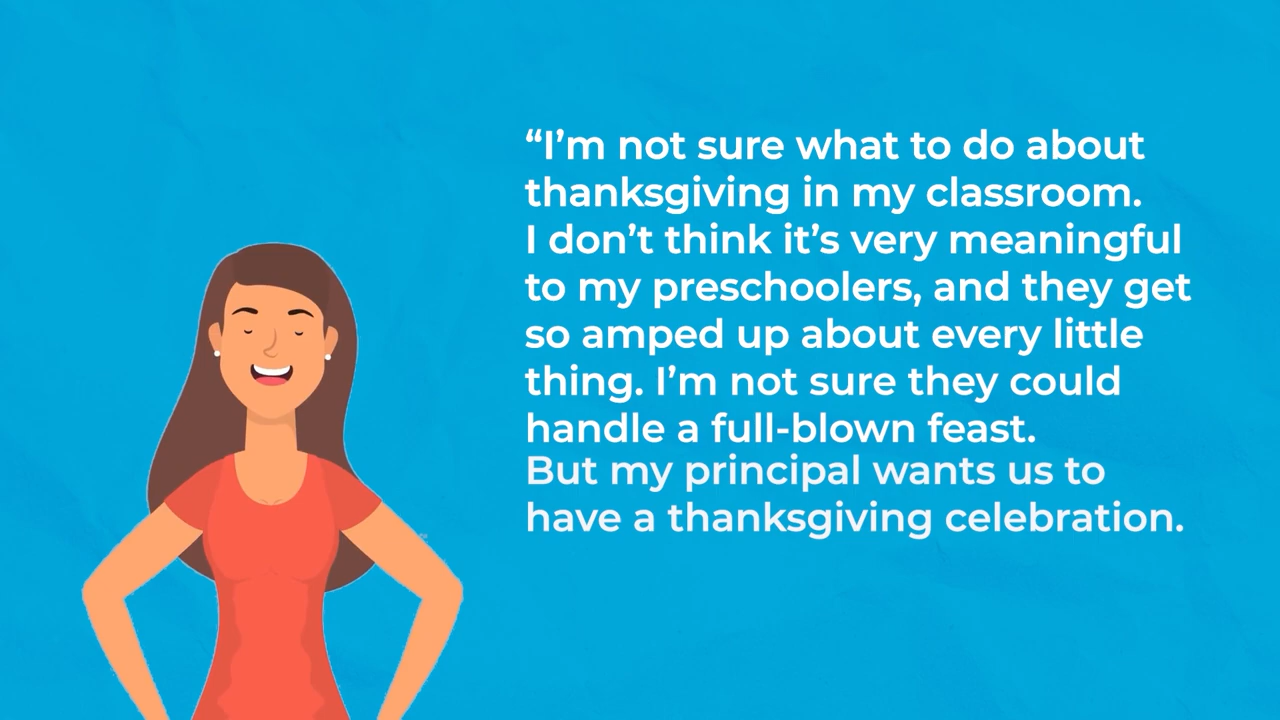 “I’m not sure what to do about
thanksgiving in my classroom.
I don’t think it’s very meaningful
to my preschoolers, and they get
so amped up about every little
thing. I’m not sure they could
handle a full-blown feast.
But my principal wants us to
have a thanksgiving celebration.